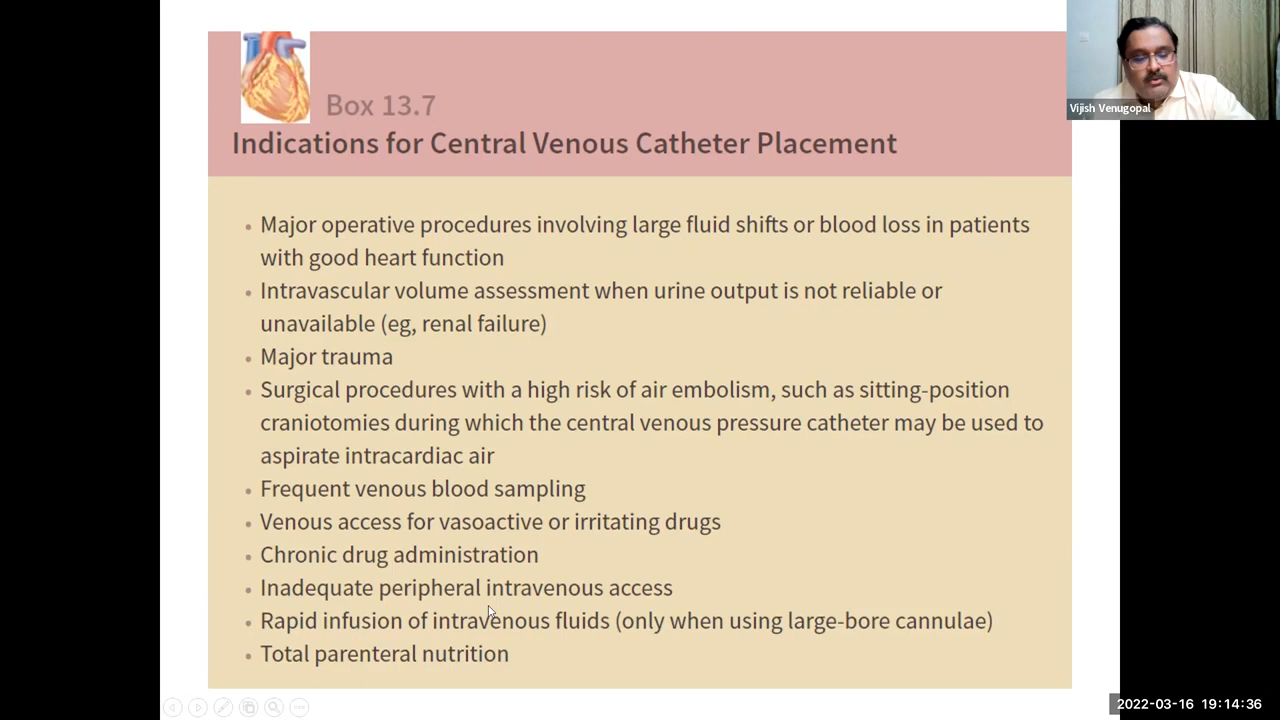 Box 13.7
Indications for Central Venous Catheter Placement
• Major operative procedures involving large fluid shifts or blood loss in patients
with good heart function
• Intravascular volume assessment when urine output is not reliable or
unavailable (eg, renal failure)
• Major trauma
• Surgical procedures with a high risk of air embolism, such as sitting-position
craniotomies during which the central venous pressure catheter may be used to
aspirate intracardiac air
• Frequent venous blood sampling
• Venous access for vasoactive or irritating drugs
• Chronic drug administration
• Inadequate peripheral intravenous access
• Rapid infusion of intravenous fluids (only when using large-bore cannulae)
• Total parenteral nutrition
Vijish Venugopal
2022-03-16 19:14:36